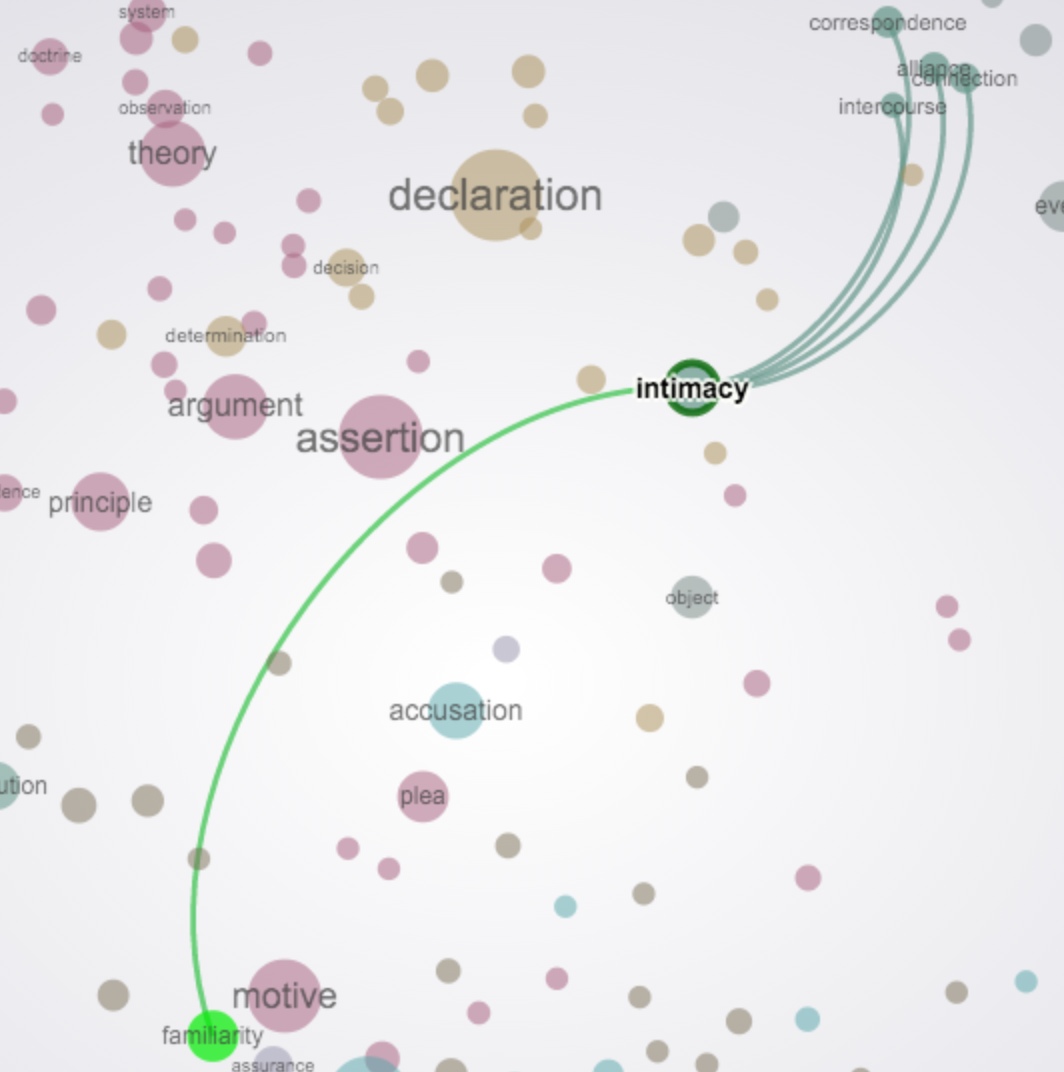 system
correspondence
doctrine
alliance
connection
observation
intercourse
theory
declaration
eve
decision
determination
intimacy
argument
assertion
lence
principle
object
accusation
ution
plea
motive
familiarity
assurance